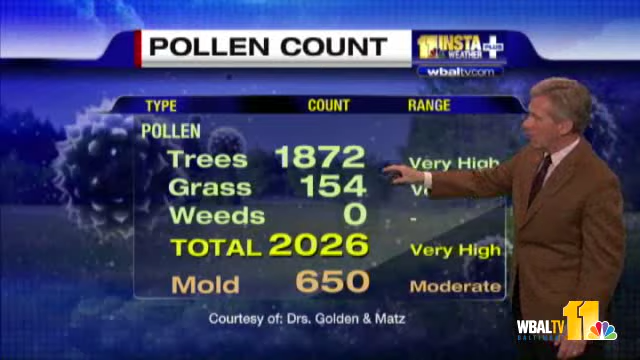 POLLEN COUNT
11 INSTA WEATHER PLUS
wbaltv.com
TYPE COUNT RANGE
POLLEN
Trees 1872 Very High
Grass 154
Weeds 0 -
TOTAL 2026 Very High
Mold 650 Moderate
Courtesy of: Drs. Golden & Matz
WBALTV 11
BALTIMORE